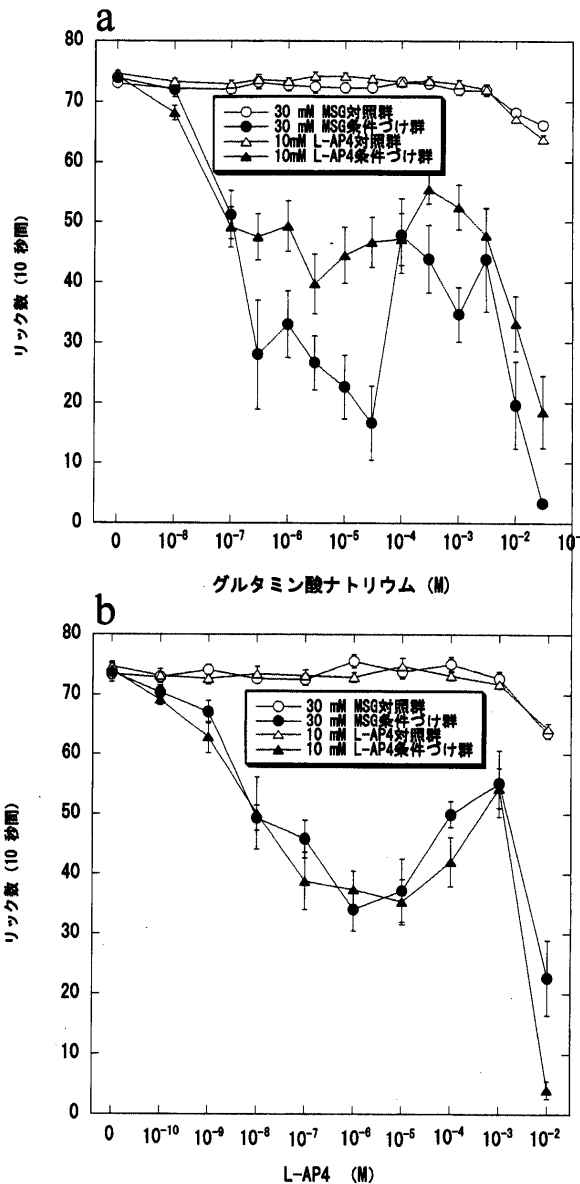 a
80
70
60
50
40
30
20
10
0
リック数 (10 秒間)
30 mM MSG対照群
30 mM MSG条件づけ群
10mM L-AP4対照群
10mM L-AP4条件づけ群
0 10⁻⁸ 10⁻⁷ 10⁻⁶ 10⁻⁵ 10⁻⁴ 10⁻³ 10⁻² 10⁻
グルタミン酸ナトリウム (M)
b
80
70
60
50
40
30
20
10
0
リック数 (10 秒間)
30 mM MSG対照群
30 mM MSG条件づけ群
10 mM L-AP4対照群
10 mM L-AP4条件づけ群
0 10⁻¹⁰ 10⁻⁹ 10⁻⁸ 10⁻⁷ 10⁻⁶ 10⁻⁵ 10⁻⁴ 10⁻³ 10⁻²
L-AP4 (M)